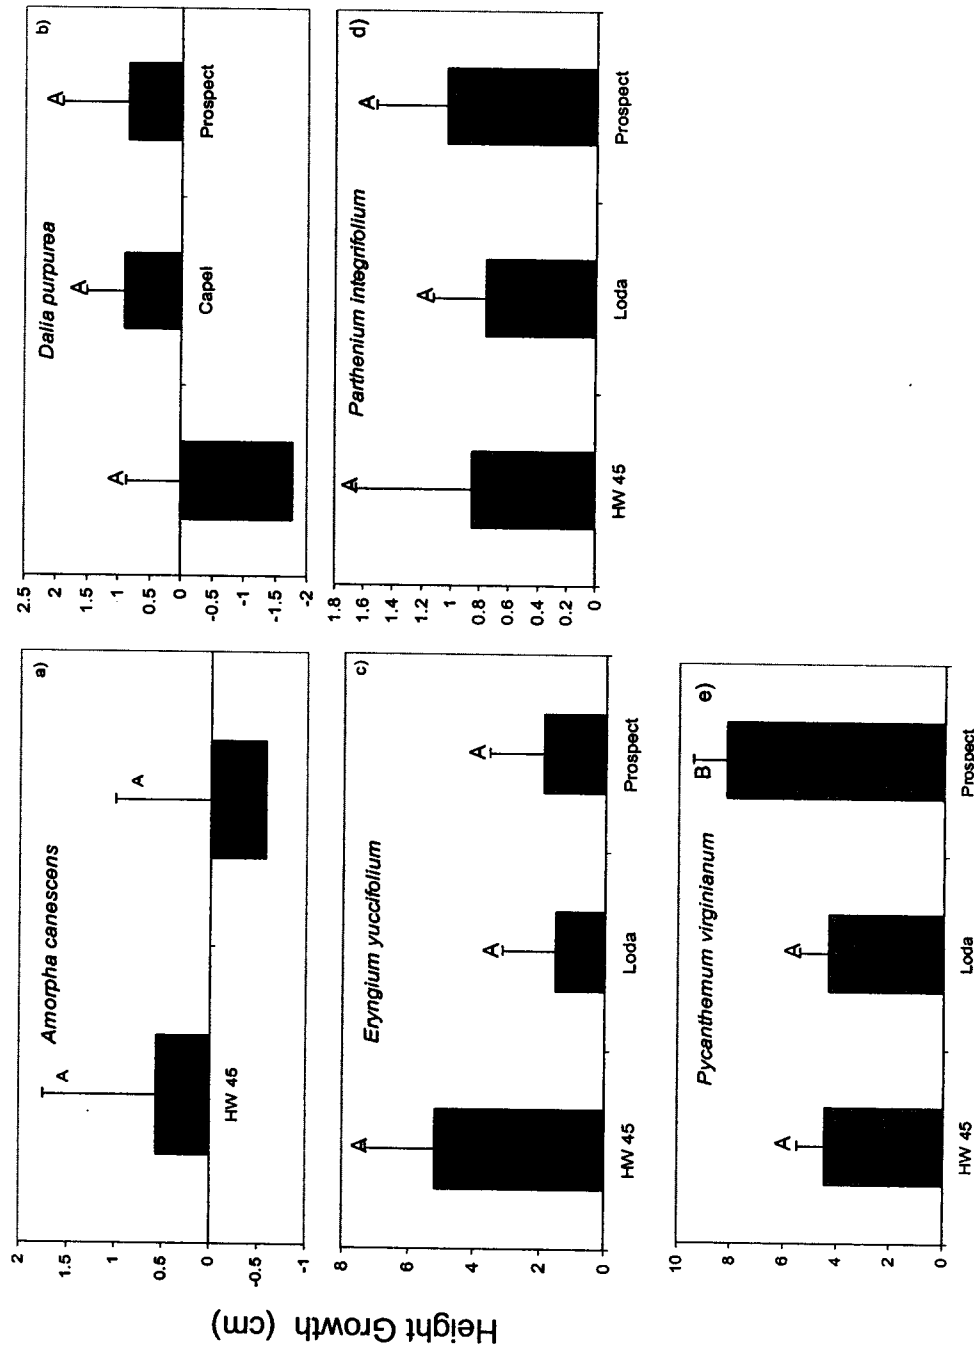 Height Growth (cm)
a)
Amorpha canescens
2
1.5
1
0.5
0
-0.5
-1
A
A
HW 45
b)
Dalia purpurea
2.5
2
1.5
1
0.5
0
-0.5
-1
-1.5
-2
A
A
A
Capel
Prospect
c)
Eryngium yuccifolium
8
6
4
2
0
A
A
A
HW 45
Loda
Prospect
d)
Parthenium integrifolium
1.8
1.6
1.4
1.2
1
0.8
0.6
0.4
0.2
0
A
A
A
HW 45
Loda
Prospect
e)
Pycanthemum virginianum
10
8
6
4
2
0
A
A
B
HW 45
Loda
Prospect